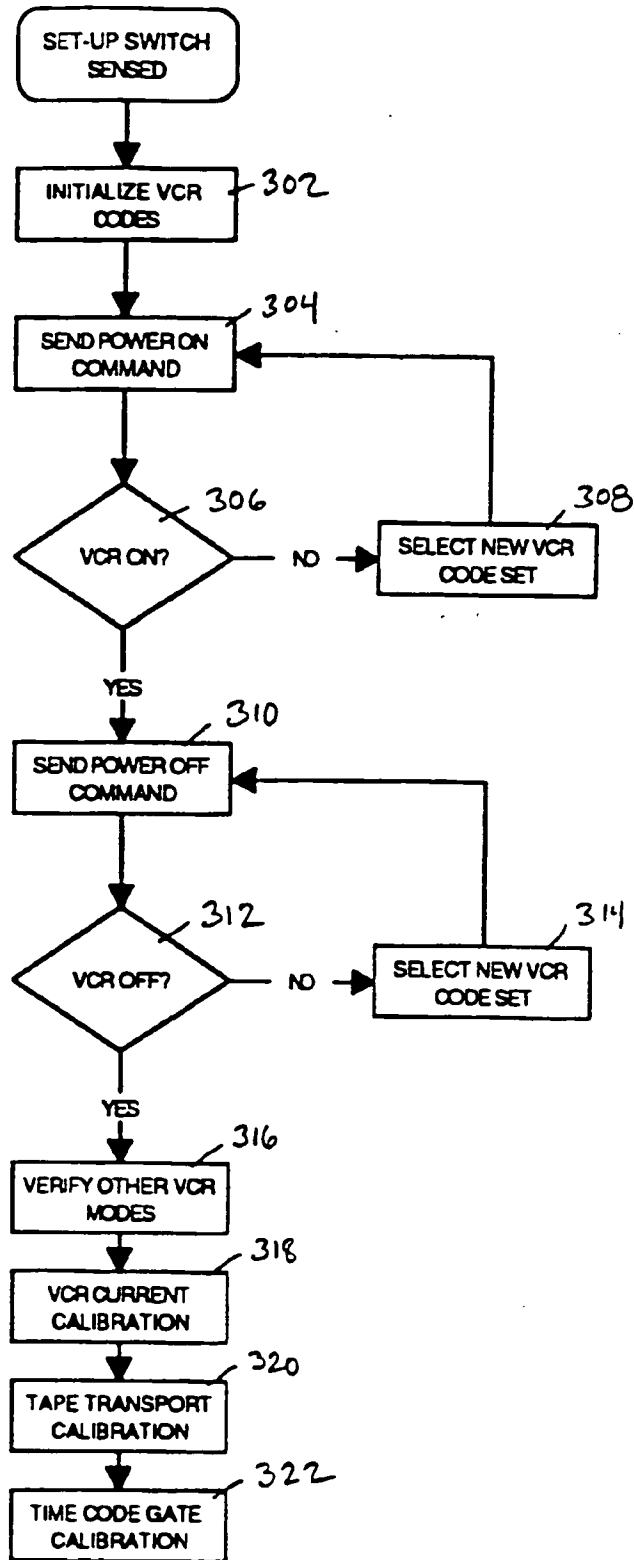 SET-UP SWITCH
SENSED
302
INITIALIZE VCR
CODES
304
SEND POWER ON
COMMAND
306
308
VCR ON?
NO
SELECT NEW VCR
CODE SET
YES
310
SEND POWER OFF
COMMAND
312
314
VCR OFF?
NO
SELECT NEW VCR
CODE SET
YES
316
VERIFY OTHER VCR
MODES
318
VCR CURRENT
CALIBRATION
320
TAPE TRANSPORT
CALIBRATION
322
TIME CODE GATE
CALIBRATION